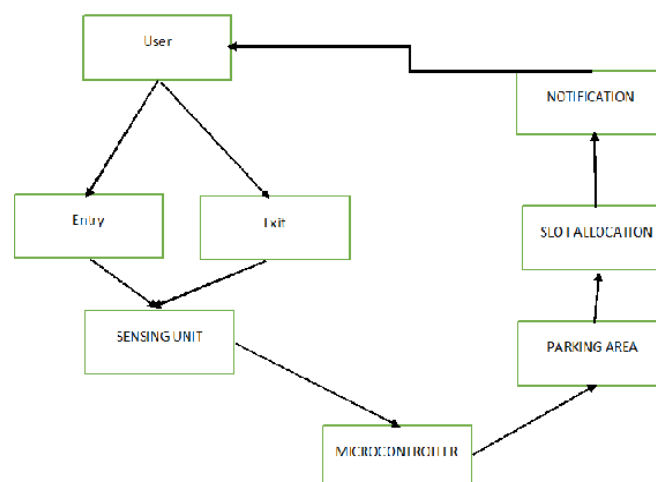 User
NOTIFICATION
Entry
Exit
SLOT ALLOCATION
SENSING UNIT
PARKING AREA
MICROCONTROLLER